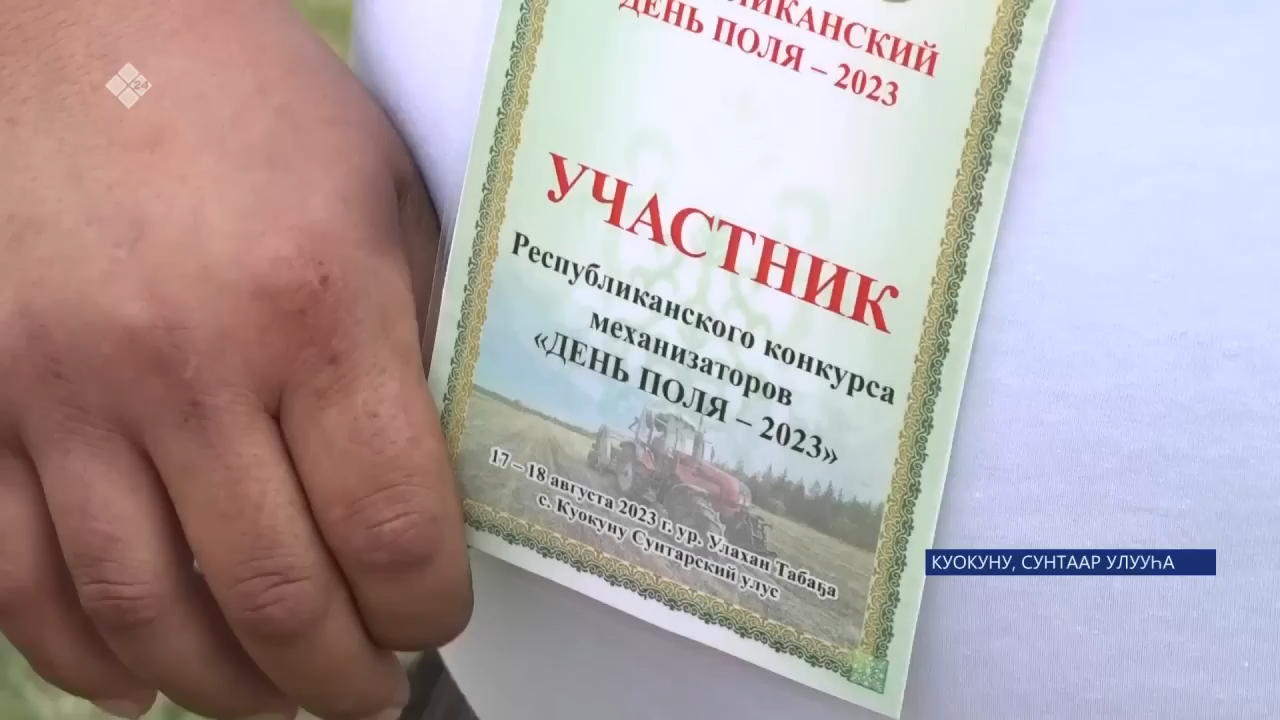 ДЕНЬ ПОЛЯ – 2023
УЧАСТНИК
Республиканского конкурса
механизаторов
«ДЕНЬ ПОЛЯ – 2023»
17 – 18 августа 2023 г. ур. Улахан Табаҕа
с. Куокуну Сунтарский улус
КУОКУНУ, СУНТААР УЛУУҺА
24